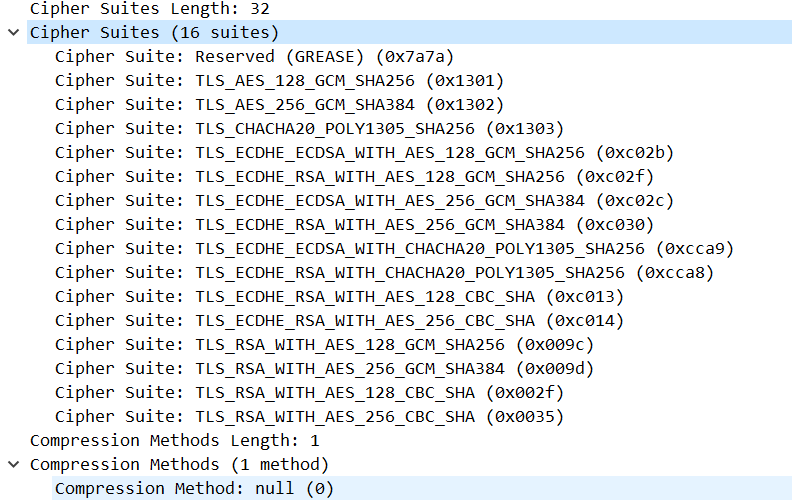 Cipher Suites Length: 32
Cipher Suites (16 suites)
Cipher Suite: Reserved (GREASE) (0x7a7a)
Cipher Suite: TLS_AES_128_GCM_SHA256 (0x1301)
Cipher Suite: TLS_AES_256_GCM_SHA384 (0x1302)
Cipher Suite: TLS_CHACHA20_POLY1305_SHA256 (0x1303)
Cipher Suite: TLS_ECDHE_ECDSA_WITH_AES_128_GCM_SHA256 (0xc02b)
Cipher Suite: TLS_ECDHE_RSA_WITH_AES_128_GCM_SHA256 (0xc02f)
Cipher Suite: TLS_ECDHE_ECDSA_WITH_AES_256_GCM_SHA384 (0xc02c)
Cipher Suite: TLS_ECDHE_RSA_WITH_AES_256_GCM_SHA384 (0xc030)
Cipher Suite: TLS_ECDHE_ECDSA_WITH_CHACHA20_POLY1305_SHA256 (0xcca9)
Cipher Suite: TLS_ECDHE_RSA_WITH_CHACHA20_POLY1305_SHA256 (0xcca8)
Cipher Suite: TLS_ECDHE_RSA_WITH_AES_128_CBC_SHA (0xc013)
Cipher Suite: TLS_ECDHE_RSA_WITH_AES_256_CBC_SHA (0xc014)
Cipher Suite: TLS_RSA_WITH_AES_128_GCM_SHA256 (0x009c)
Cipher Suite: TLS_RSA_WITH_AES_256_GCM_SHA384 (0x009d)
Cipher Suite: TLS_RSA_WITH_AES_128_CBC_SHA (0x002f)
Cipher Suite: TLS_RSA_WITH_AES_256_CBC_SHA (0x0035)
Compression Methods Length: 1
Compression Methods (1 method)
Compression Method: null (0)